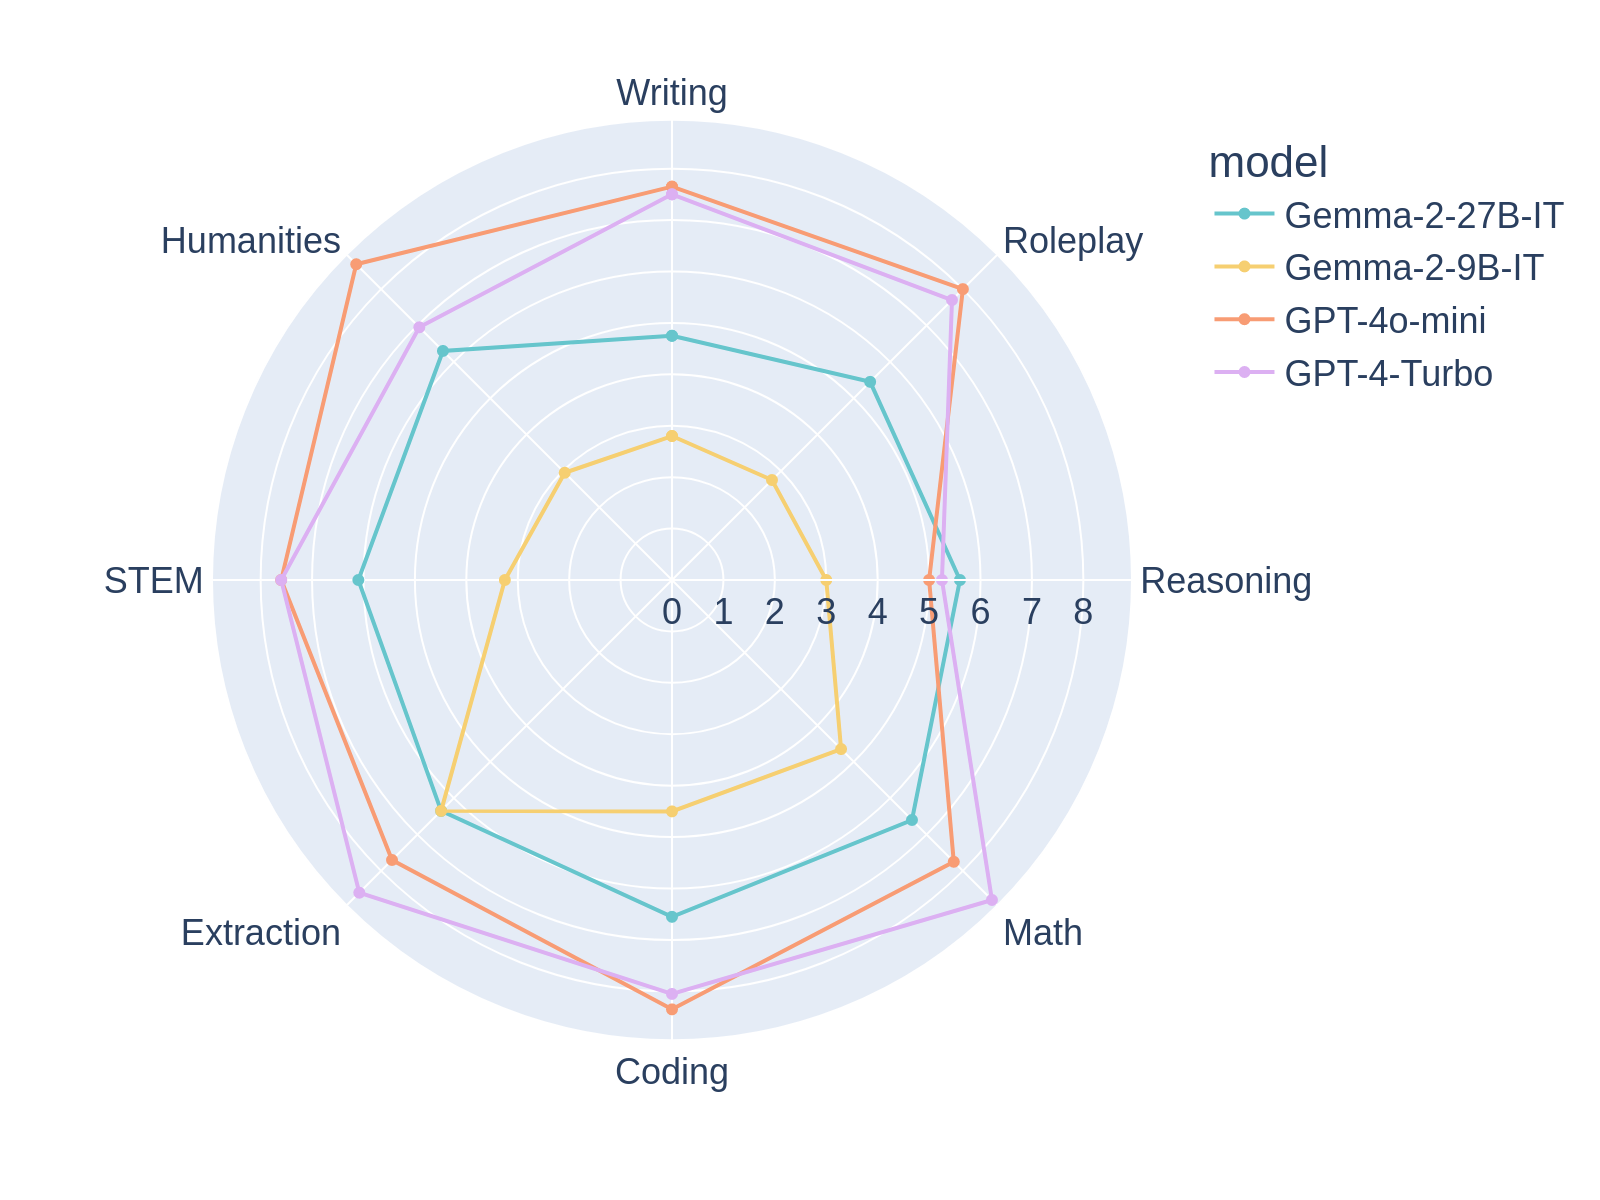 Writing
Humanities
Roleplay
model
Gemma-2-27B-IT
Gemma-2-9B-IT
GPT-4o-mini
GPT-4-Turbo
STEM
Reasoning
0 1 2 3 4 5 6 7 8
Extraction
Math
Coding